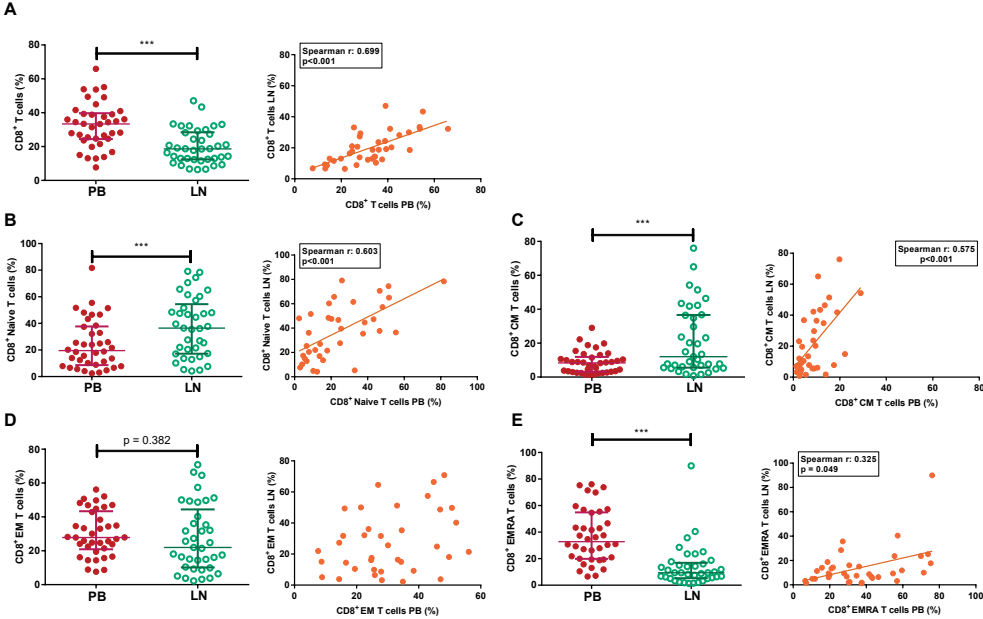 A
CD8⁺ T cells (%)
80
60
40
20
0
***
PB
LN
CD8⁺ T cells LN (%)
80
60
40
20
0
Spearman r: 0.699
p<0.001
0
20
40
60
80
CD8⁺ T cells PB (%)
B
CD8⁺ Naive T cells (%)
100
80
60
40
20
0
***
PB
LN
CD8⁺ Naive T cells LN (%)
100
80
60
40
20
0
Spearman r: 0.603
p<0.001
0
20
40
60
80
100
CD8⁺ Naive T cells PB (%)
C
CD8⁺ CM T cells (%)
80
60
40
20
0
***
PB
LN
CD8⁺ CM T cells LN (%)
80
60
40
20
0
Spearman r: 0.575
p<0.001
0
20
40
60
80
CD8⁺ CM T cells PB (%)
D
CD8⁺ EM T cells (%)
80
60
40
20
0
p = 0.382
PB
LN
CD8⁺ EM T cells LN (%)
80
60
40
20
0
0
20
40
60
CD8⁺ EM T cells PB (%)
E
CD8⁺ EMRA T cells (%)
100
80
60
40
20
0
***
PB
LN
CD8⁺ EMRA T cells LN (%)
100
80
60
40
20
0
Spearman r: 0.325
p = 0.049
0
20
40
60
80
100
CD8⁺ EMRA T cells PB (%)